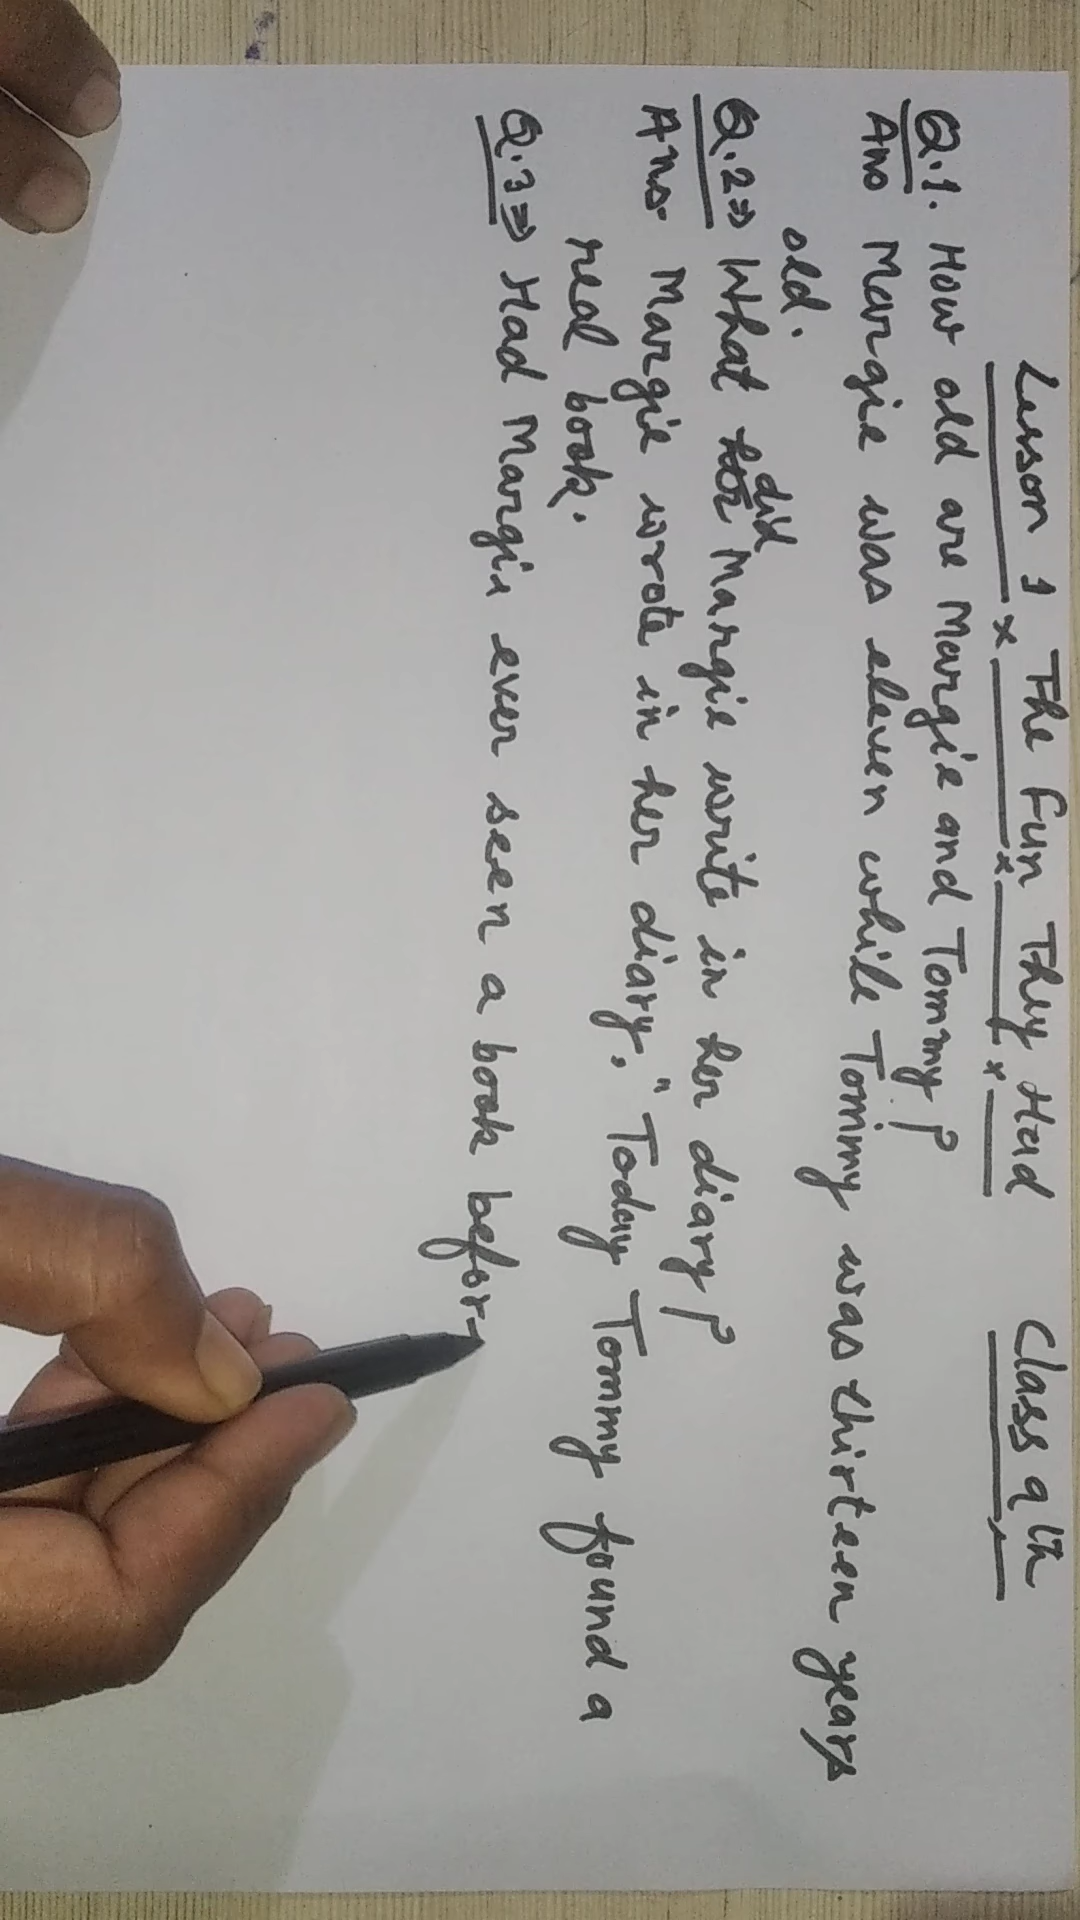 Lesson 1 The Fun They Had Class 9th
Q.1. How old are Margie and Tommy?
Ans Margie was eleven while Tommy was thirteen years
old.
Q.2⇒ What did Margie write in her diary?
Ans. Margie wrote in her diary, "Today Tommy found a
real book.
Q.3⇒ Had Margie ever seen a book befor